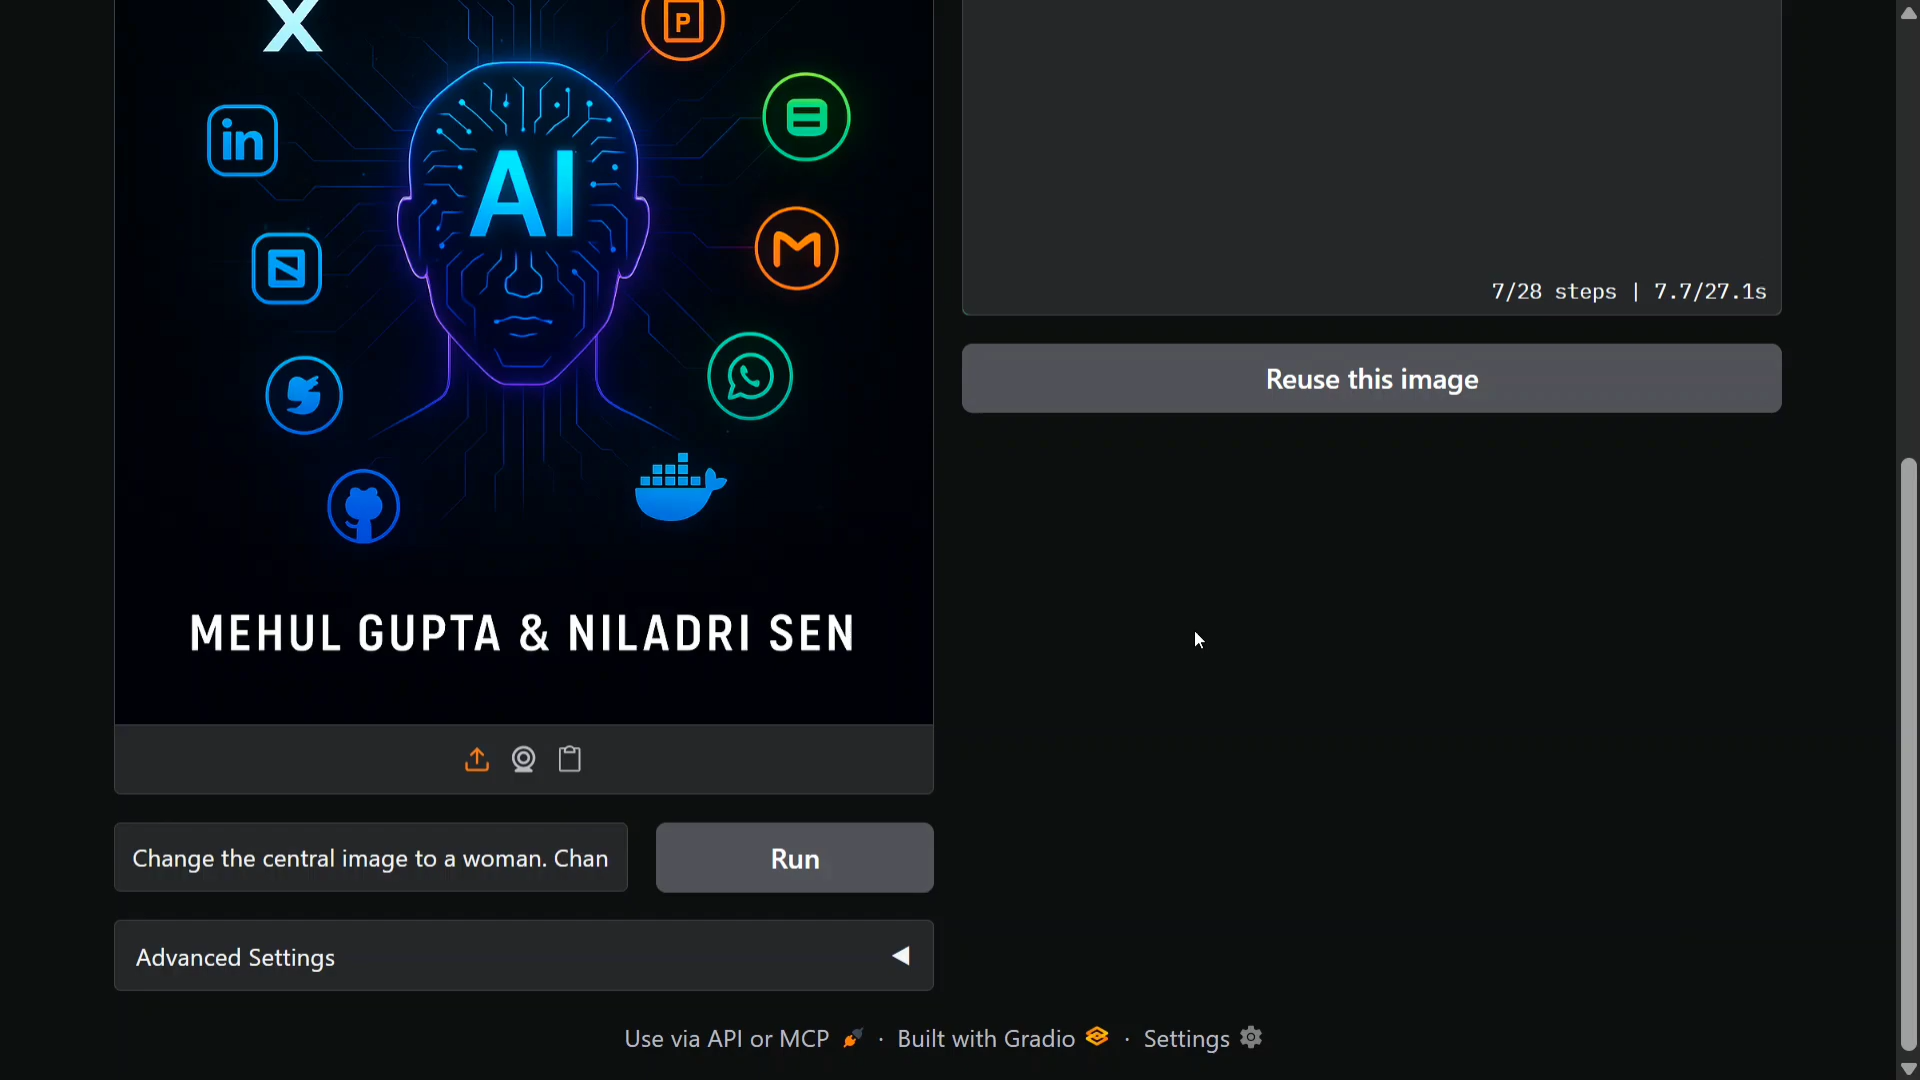 X
P
in
AI
7/28 steps | 7.7/27.1s
Reuse this image
MEHUL GUPTA & NILADRI SEN
Change the central image to a woman. Chan
Run
Advanced Settings
Use via API or MCP · Built with Gradio · Settings